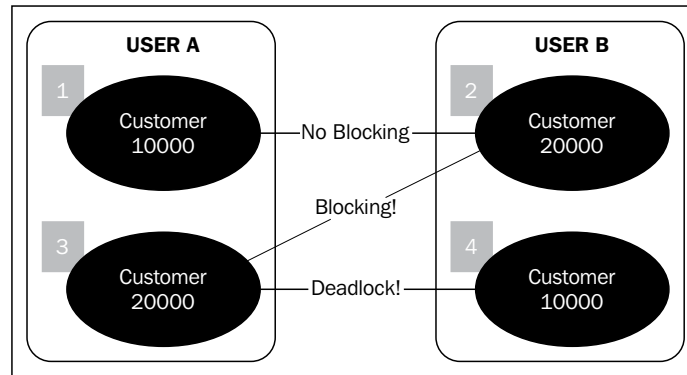 USER A
USER B
1
Customer
10000
No Blocking
2
Customer
20000
Blocking!
3
Customer
20000
Deadlock!
4
Customer
10000